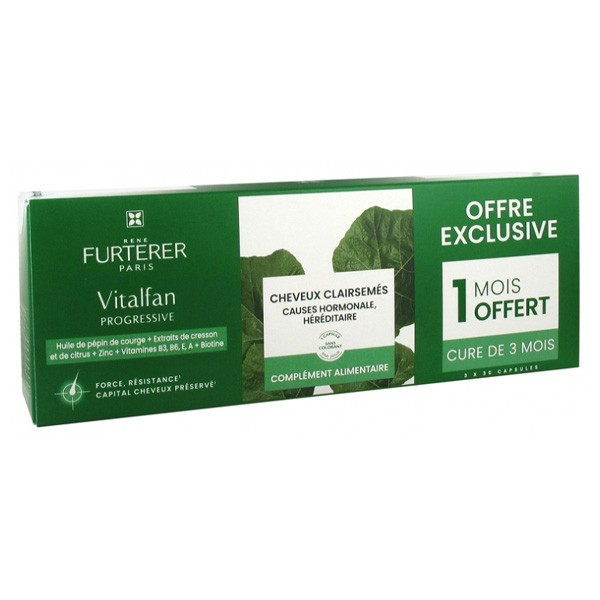 RENE
FURTERER
PARIS
Vitalfan
PROGRESSIVE
Huile de pépin de courge + Extraits de cresson
et de citrus + Zinc + Vitamines B3, B6, E, A + Biotine
FORCE, RÉSISTANCE¹
CAPITAL CHEVEUX PRÉSERVÉ¹
CHEVEUX CLAIRSEMÉS
CAUSES HORMONALE,
HÉRÉDITAIRE
SANS
COLORANT
COMPLÉMENT ALIMENTAIRE
OFFRE
EXCLUSIVE
1 MOIS
OFFERT
CURE DE 3 MOIS
3 X 30 CAPSULES